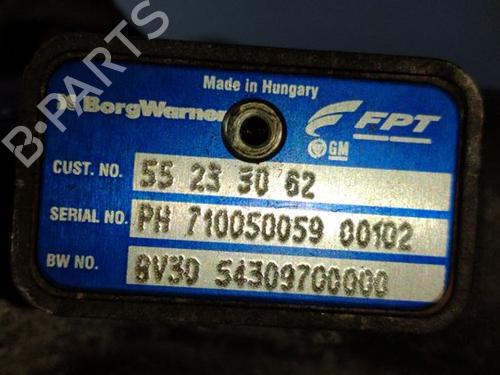 B-PARTS
Made in Hungary
BorgWarner
FPT
GM
CUST. NO. 55 23 30 62
SERIAL NO. PH 710050059 00102
BW NO. BV30 54309700000